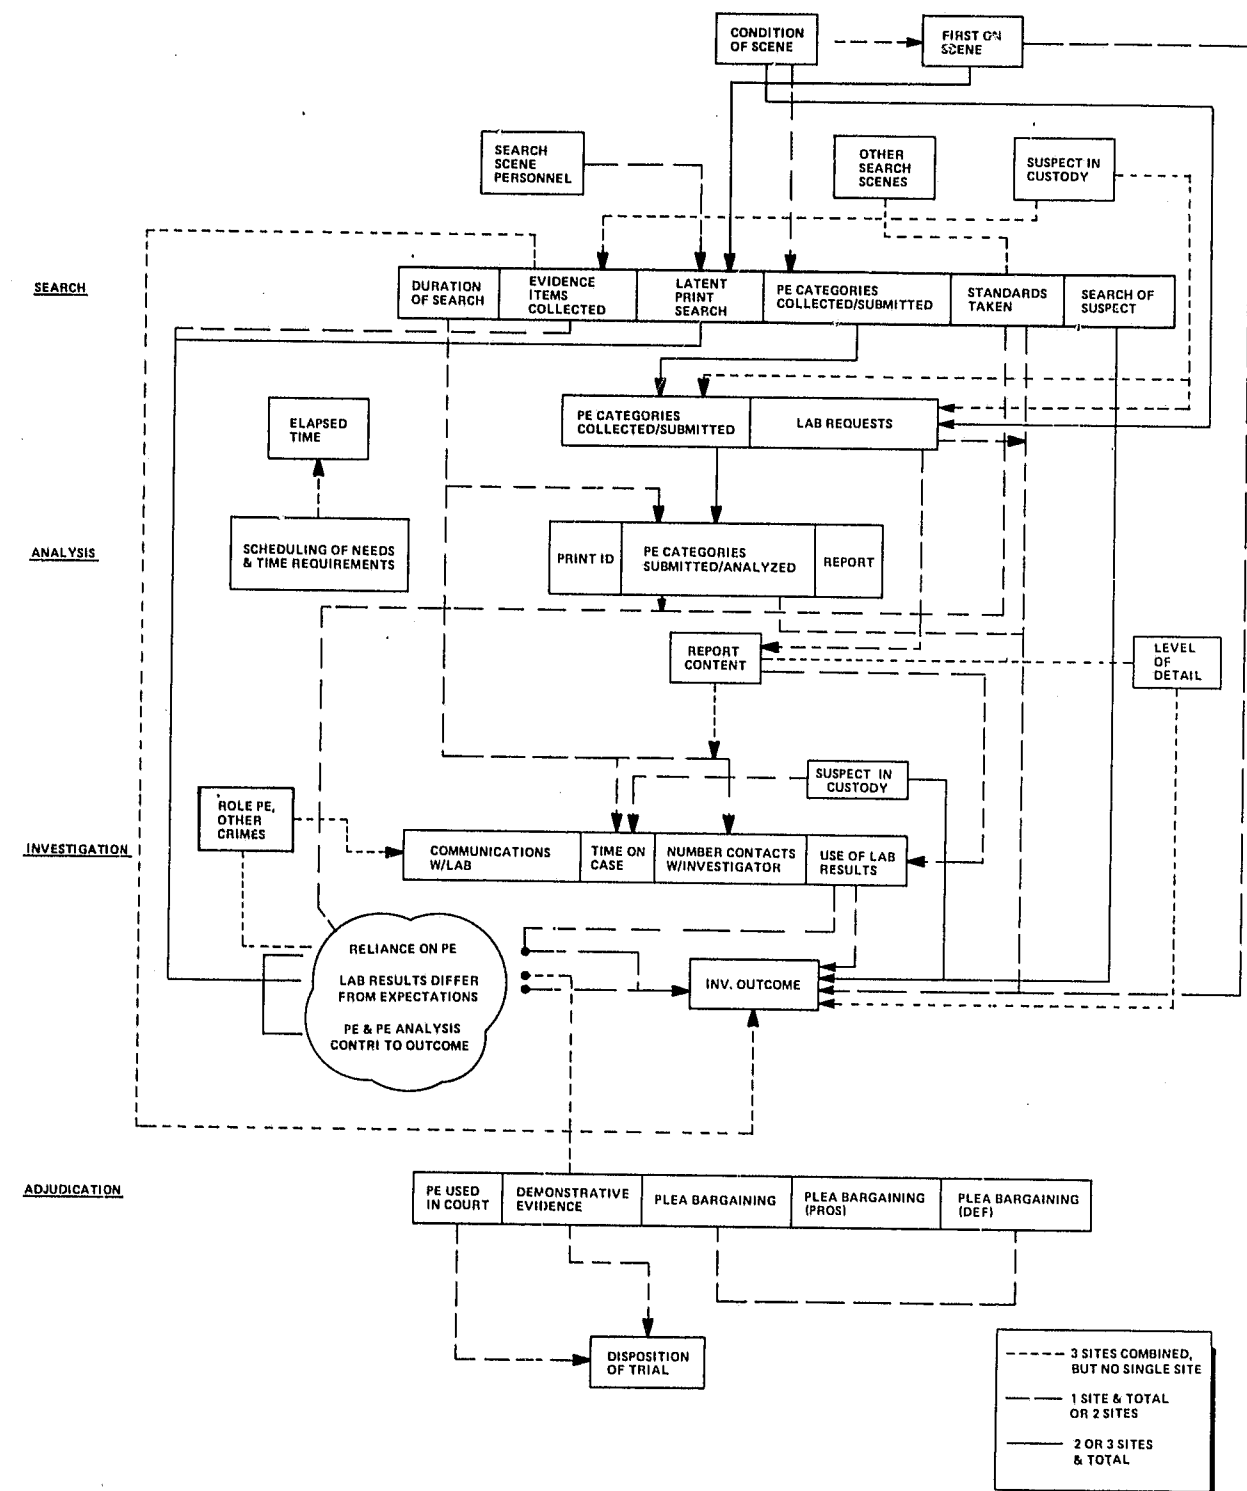 CONDITION
OF SCENE
FIRST ON
SCENE
SEARCH
SCENE
PERSONNEL
OTHER
SEARCH
SCENES
SUSPECT IN
CUSTODY
SEARCH
DURATION
OF SEARCH
EVIDENCE
ITEMS
COLLECTED
LATENT
PRINT
SEARCH
PE CATEGORIES
COLLECTED/SUBMITTED
STANDARDS
TAKEN
SEARCH OF
SUSPECT
ELAPSED
TIME
PE CATEGORIES
COLLECTED/SUBMITTED
LAB REQUESTS
ANALYSIS
SCHEDULING OF NEEDS
& TIME REQUIREMENTS
PRINT ID
PE CATEGORIES
SUBMITTED/ANALYZED
REPORT
REPORT
CONTENT
LEVEL
OF
DETAIL
SUSPECT IN
CUSTODY
ROLE PE,
OTHER
CRIMES
INVESTIGATION
COMMUNICATIONS
W/LAB
TIME ON
CASE
NUMBER CONTACTS
W/INVESTIGATOR
USE OF LAB
RESULTS
RELIANCE ON PE
LAB RESULTS DIFFER
FROM EXPECTATIONS
PE & PE ANALYSIS
CONTRI TO OUTCOME
INV. OUTCOME
ADJUDICATION
PE USED
IN COURT
DEMONSTRATIVE
EVIDENCE
PLEA BARGAINING
PLEA BARGAINING
(PROS)
PLEA BARGAINING
(DEF)
DISPOSITION
OF TRIAL
3 SITES COMBINED,
BUT NO SINGLE SITE
1 SITE & TOTAL
OR 2 SITES
2 OR 3 SITES
& TOTAL